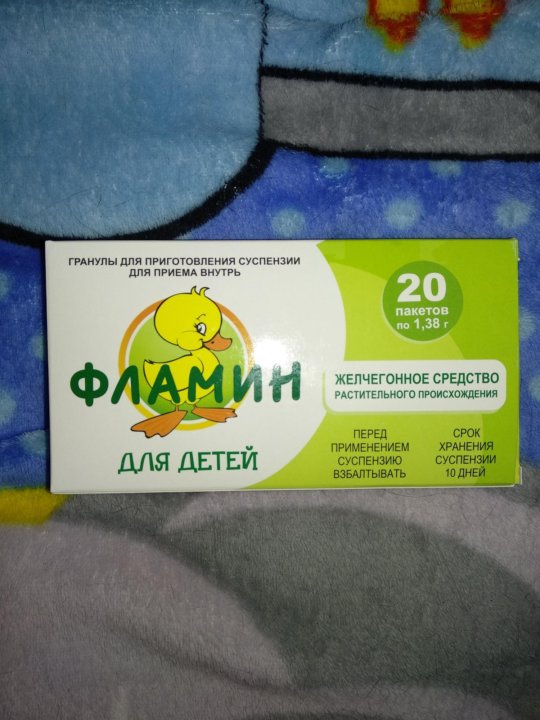 ГРАНУЛЫ ДЛЯ ПРИГОТОВЛЕНИЯ СУСПЕНЗИИ
ДЛЯ ПРИЕМА ВНУТРЬ
ФЛАМИН
ДЛЯ ДЕТЕЙ
20
пакетов
по 1,38 г
ЖЕЛЧЕГОННОЕ СРЕДСТВО
РАСТИТЕЛЬНОГО ПРОИСХОЖДЕНИЯ
ПЕРЕД
ПРИМЕНЕНИЕМ
СУСПЕНЗИЮ
ВЗБАЛТЫВАТЬ
СРОК
ХРАНЕНИЯ
СУСПЕНЗИИ
10 ДНЕЙ